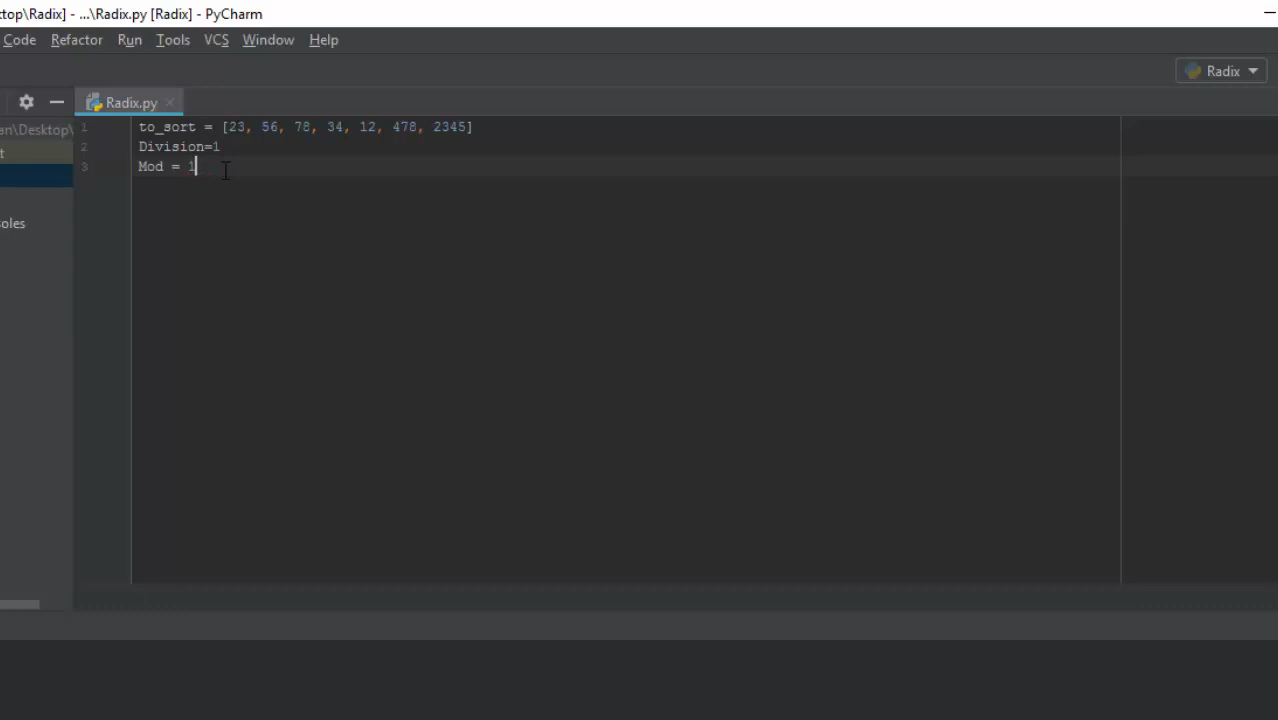 top\Radix] - ...\Radix.py [Radix] - PyCharm
Code Refactor Run Tools VCS Window Help
Radix
Radix.py
an\Desktop\
1 to_sort = [23, 56, 78, 34, 12, 478, 2345]
2 Division=1
t
3 Mod = 1
oles